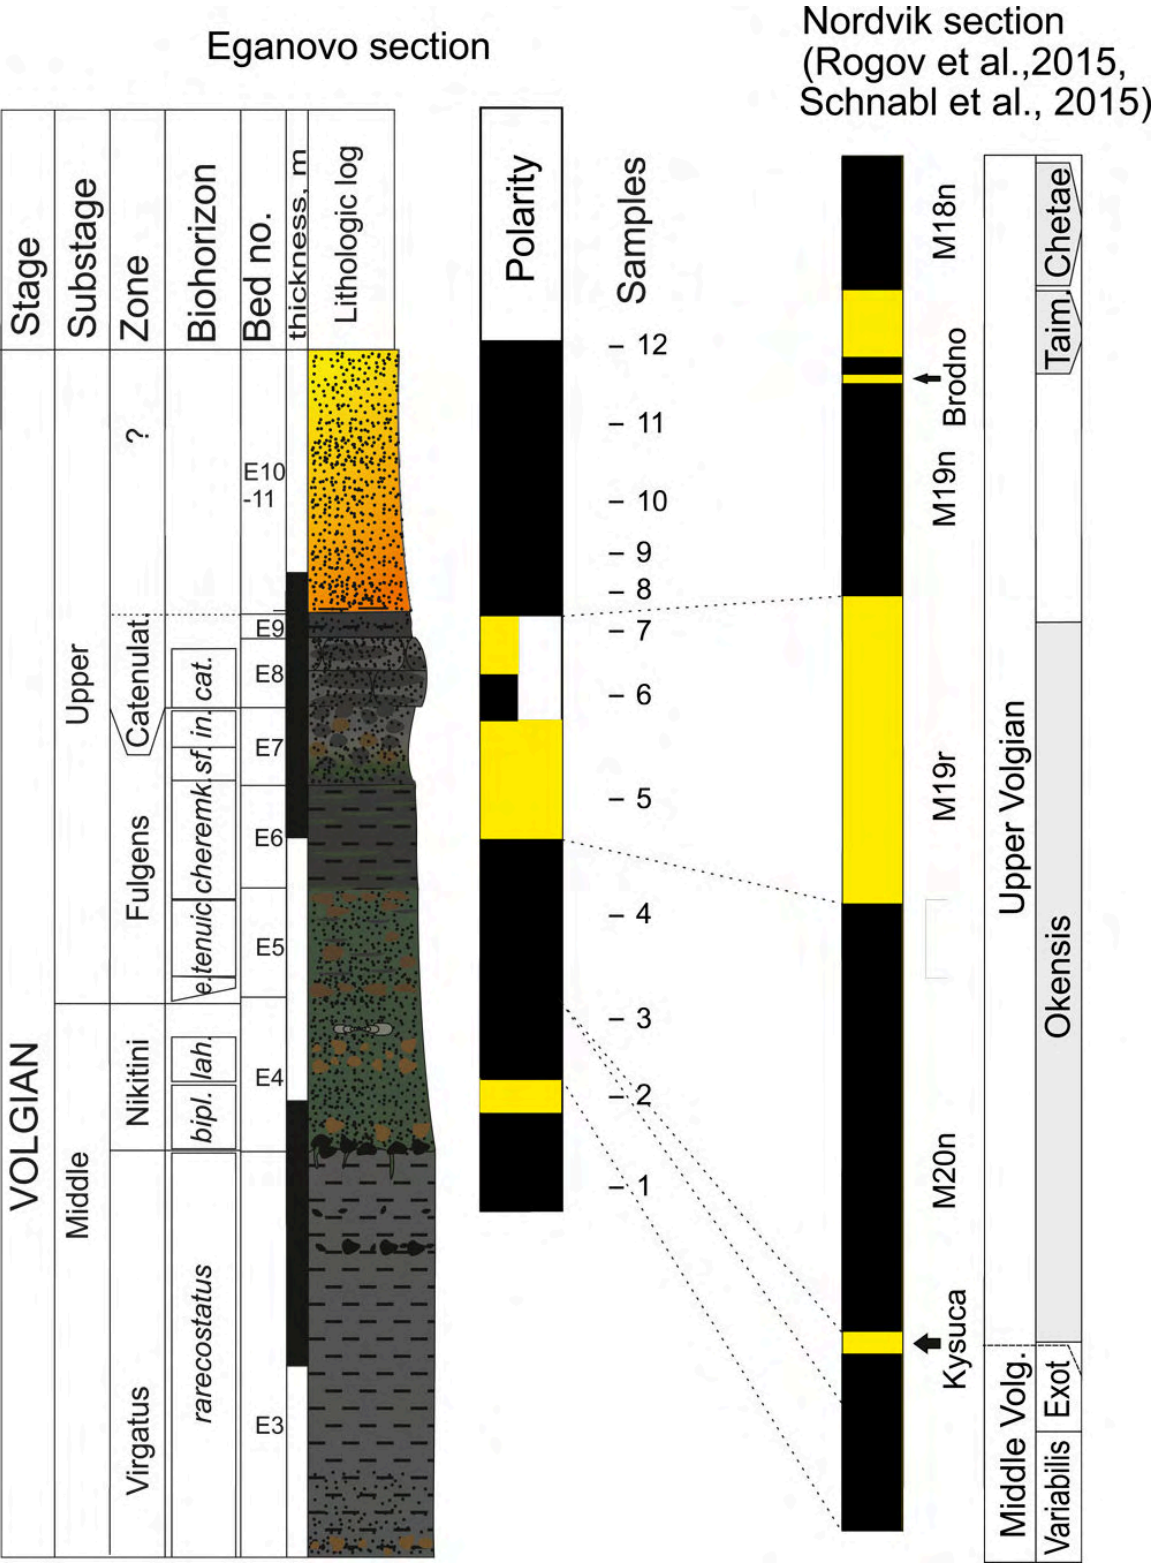 Eganovo section
Nordvik section
(Rogov et al.,2015,
Schnabl et al., 2015)
Stage
Substage
Zone
Biohorizon
Bed no.
thickness, m
Lithologic log
Polarity
Samples
VOLGIAN
Upper
Middle
?
Catenulat.
Fulgens
Nikitini
Virgatus
cat.
in.
sf.
cheremk.
tenuic
e.
lah.
bipl.
rarecostatus
E10
-11
E9
E8
E7
E6
E5
E4
E3
12
11
10
9
8
7
6
5
4
3
2
1
M18n
Brodno
M19n
M19r
M20n
Kysuca
Upper Volgian
Middle Volg.
Chetae
Taim.
Okensis
Exot
Variabilis